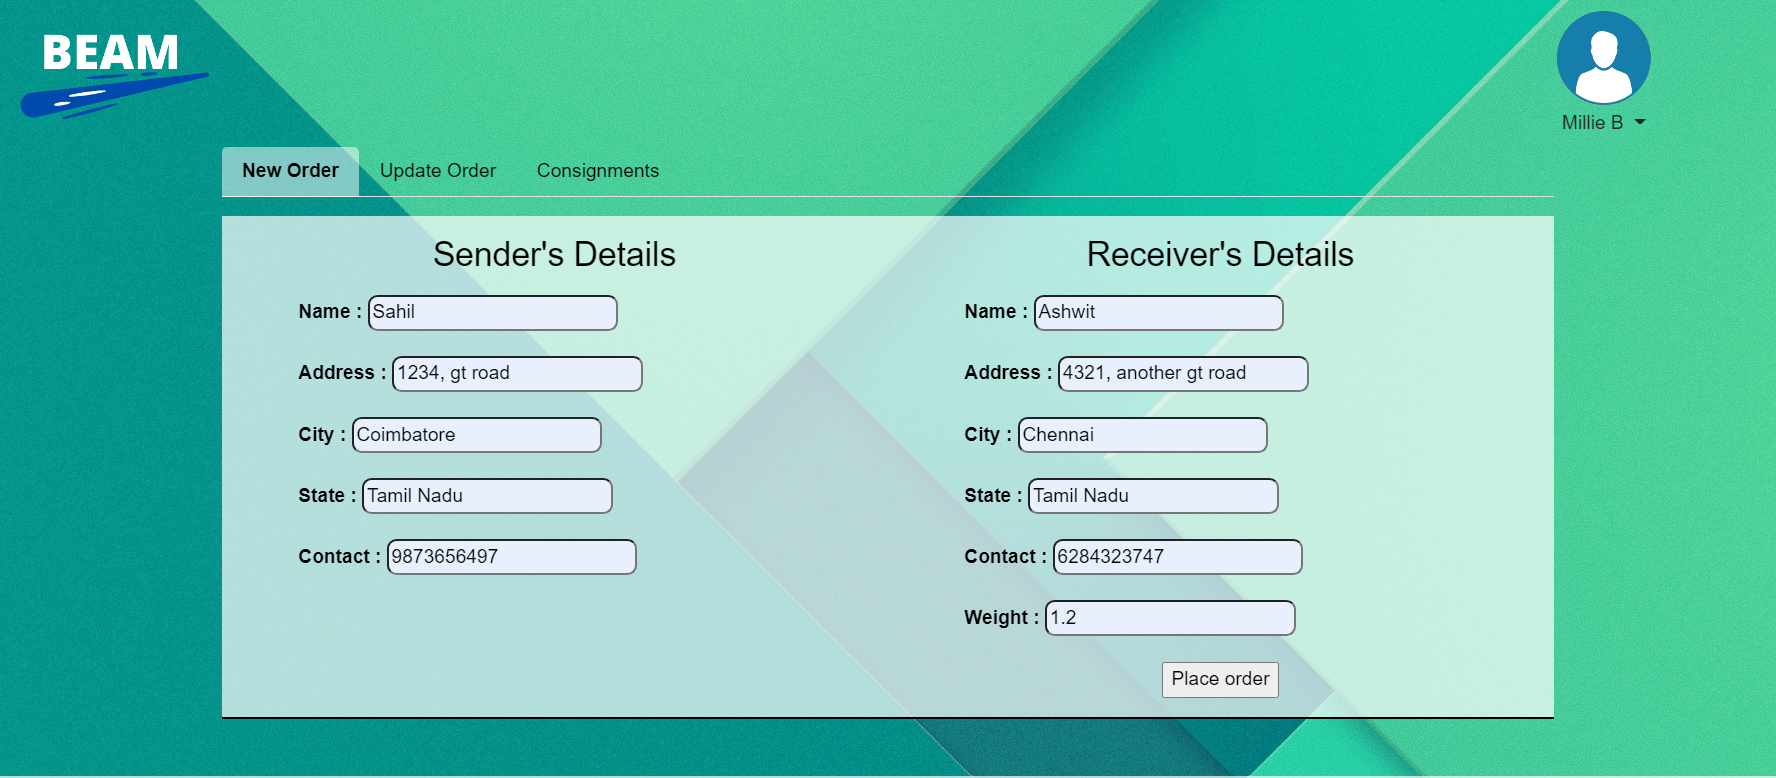 BEAM
Millie B
New Order Update Order Consignments
Sender's Details
Name : Sahil
Address : 1234, gt road
City : Coimbatore
State : Tamil Nadu
Contact : 9873656497
Receiver's Details
Name : Ashwit
Address : 4321, another gt road
City : Chennai
State : Tamil Nadu
Contact : 6284323747
Weight : 1.2
Place order